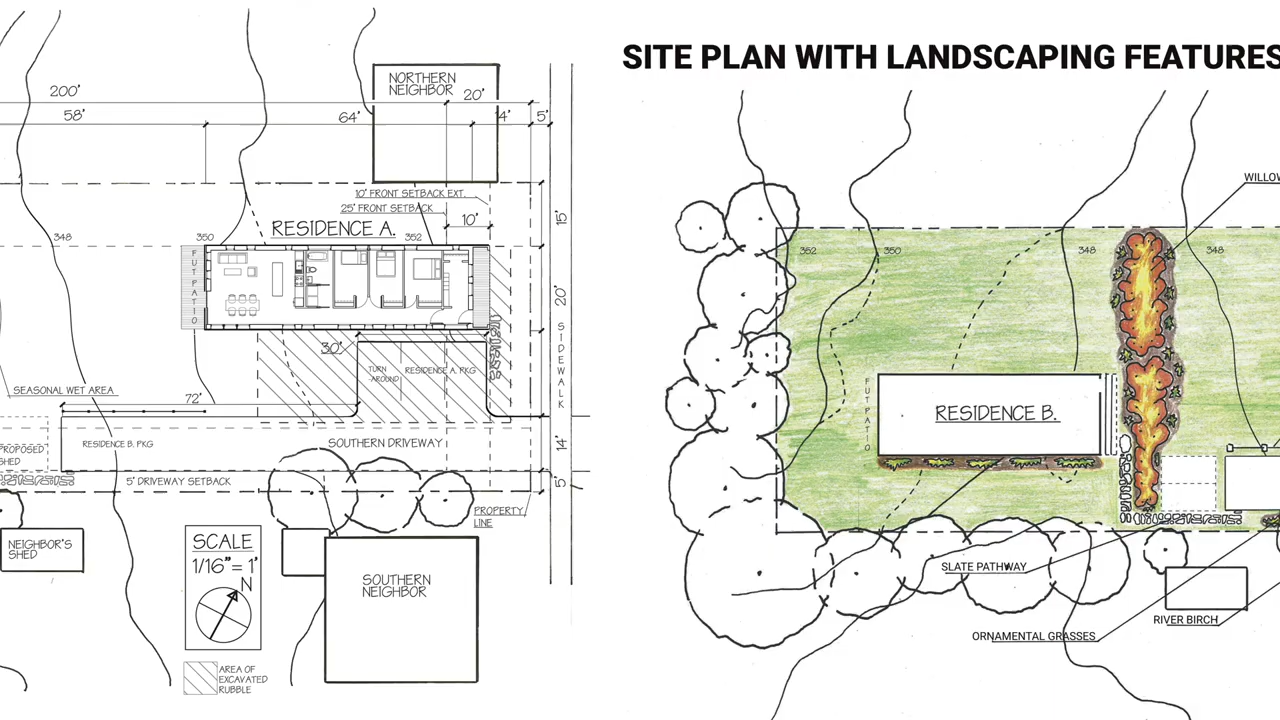 NORTHERN
NEIGHBOR
200'
20'
58'
64'
14'
5'
10' FRONT SETBACK EXT.
25' FRONT SETBACK
10'
15'
RESIDENCE A.
348
350
352
FUT PATIO
20'
SIDEWALK
30'
TURN
AROUND
RESIDENCE A. PKG
SEASONAL WET AREA
72'
RESIDENCE B. PKG
SOUTHERN DRIVEWAY
14'
PROPOSED
SHED
5' DRIVEWAY SETBACK
5'
PROPERTY
LINE
NEIGHBOR'S
SHED
SCALE
1/16"= 1'
N
SOUTHERN
NEIGHBOR
AREA OF
EXCAVATED
RUBBLE
SITE PLAN WITH LANDSCAPING FEATURES
WILLOW
352
350
348
348
FUT PATIO
RESIDENCE B.
SLATE PATHWAY
RIVER BIRCH
ORNAMENTAL GRASSES